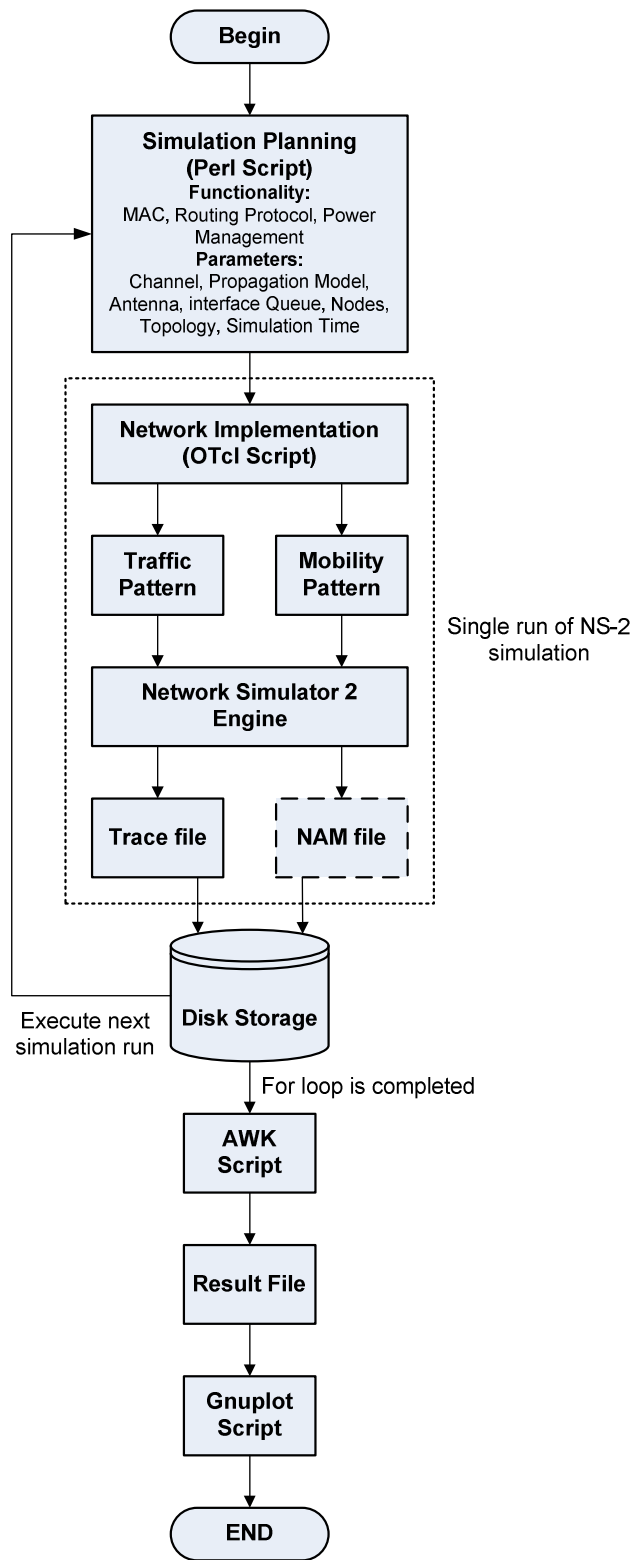 Begin
Simulation Planning
(Perl Script)
Functionality:
MAC, Routing Protocol, Power
Management
Parameters:
Channel, Propagation Model,
Antenna, interface Queue, Nodes,
Topology, Simulation Time
Network Implementation
(OTcl Script)
Traffic
Pattern
Mobility
Pattern
Single run of NS-2
simulation
Network Simulator 2
Engine
Trace file
NAM file
Disk Storage
Execute next
simulation run
For loop is completed
AWK
Script
Result File
Gnuplot
Script
END